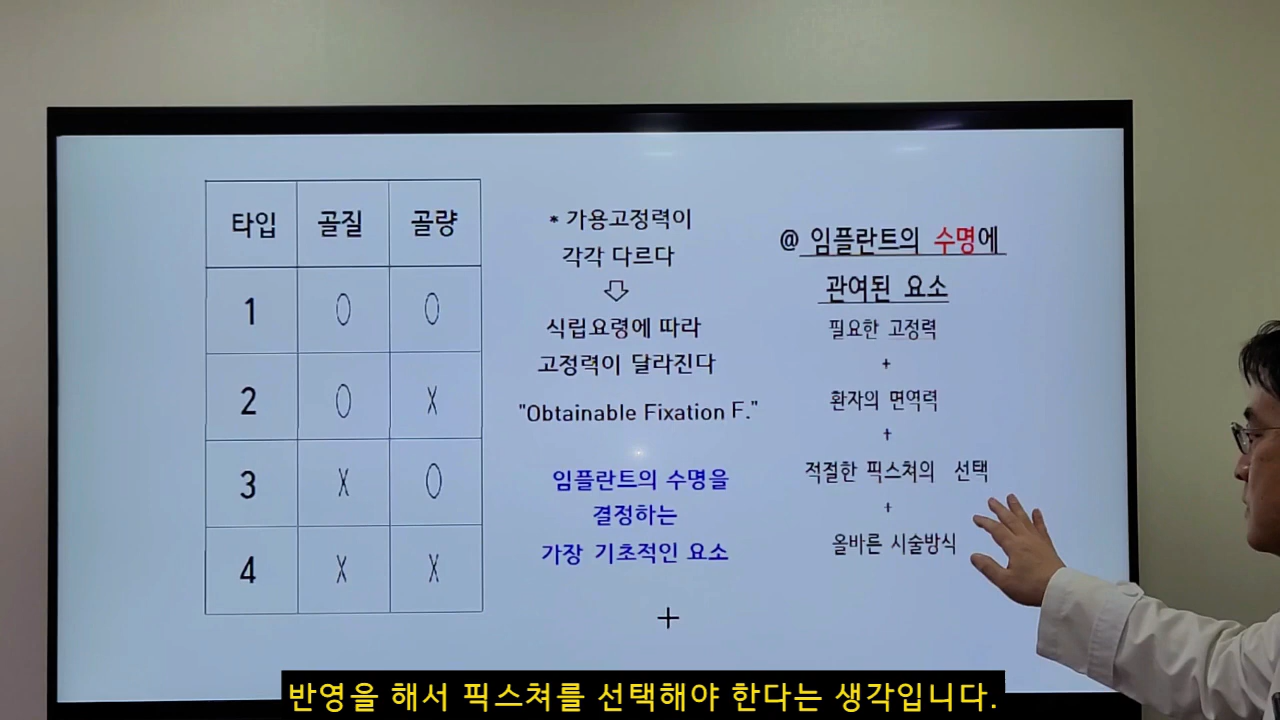 타입 골질 골량
1 O O
2 O X
3 X O
4 X X
* 가용고정력이
각각 다르다
식립요령에 따라
고정력이 달라진다
"Obtainable Fixation F."
임플란트의 수명을
결정하는
가장 기초적인 요소
+
@ 임플란트의 수명에
관여된 요소
필요한 고정력
+
환자의 면역력
+
적절한 픽스쳐의 선택
+
올바른 시술방식
반영을 해서 픽스쳐를 선택해야 한다는 생각입니다.